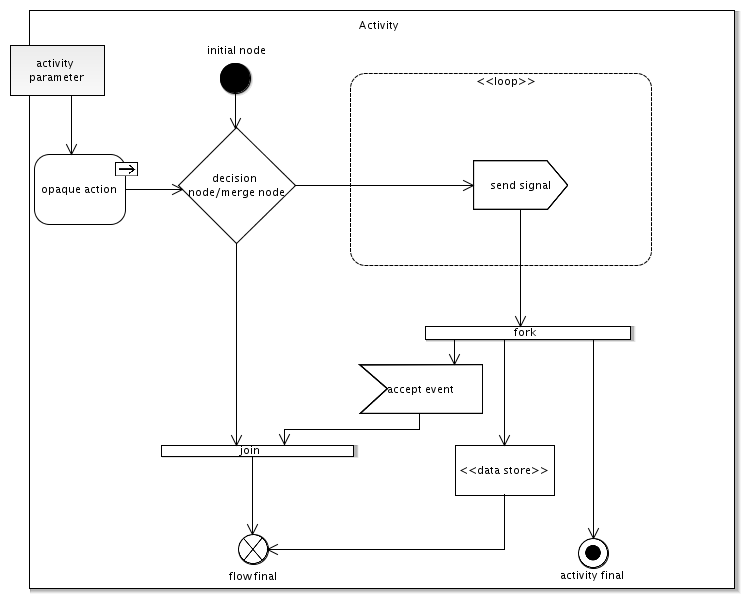 Activity
initial node
activity
parameter
<<loop>>
decision
node/merge node
opaque action
send signal
fork
accept event
join
<<data store>>
flow final
activity final